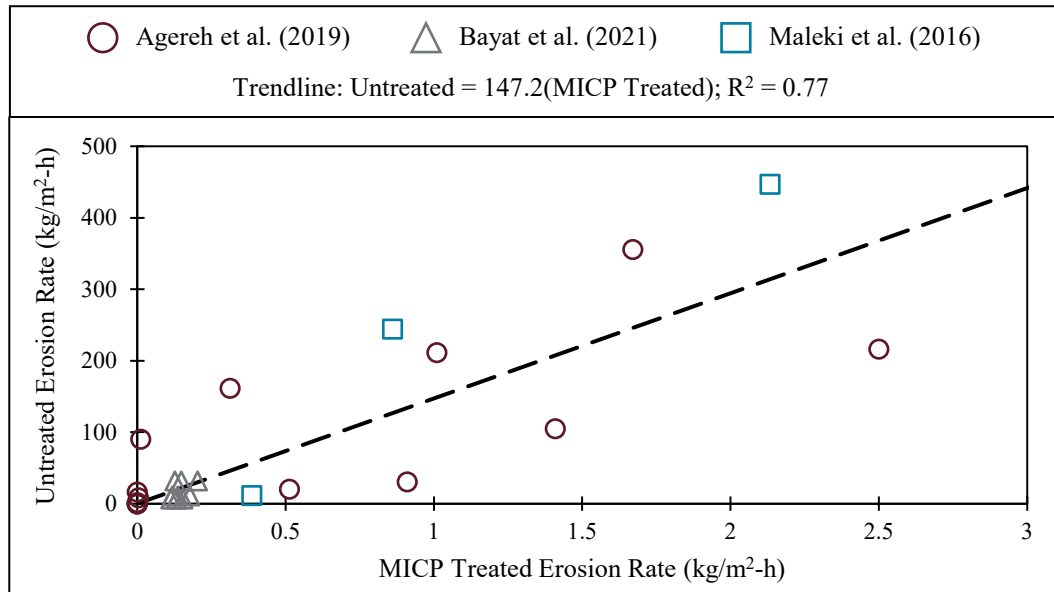 Agereh et al. (2019) Bayat et al. (2021) Maleki et al. (2016)
Trendline: Untreated = 147.2(MICP Treated); R² = 0.77
Untreated Erosion Rate (kg/m²-h)
500
400
300
200
100
0
0 0.5 1 1.5 2 2.5 3
MICP Treated Erosion Rate (kg/m²-h)